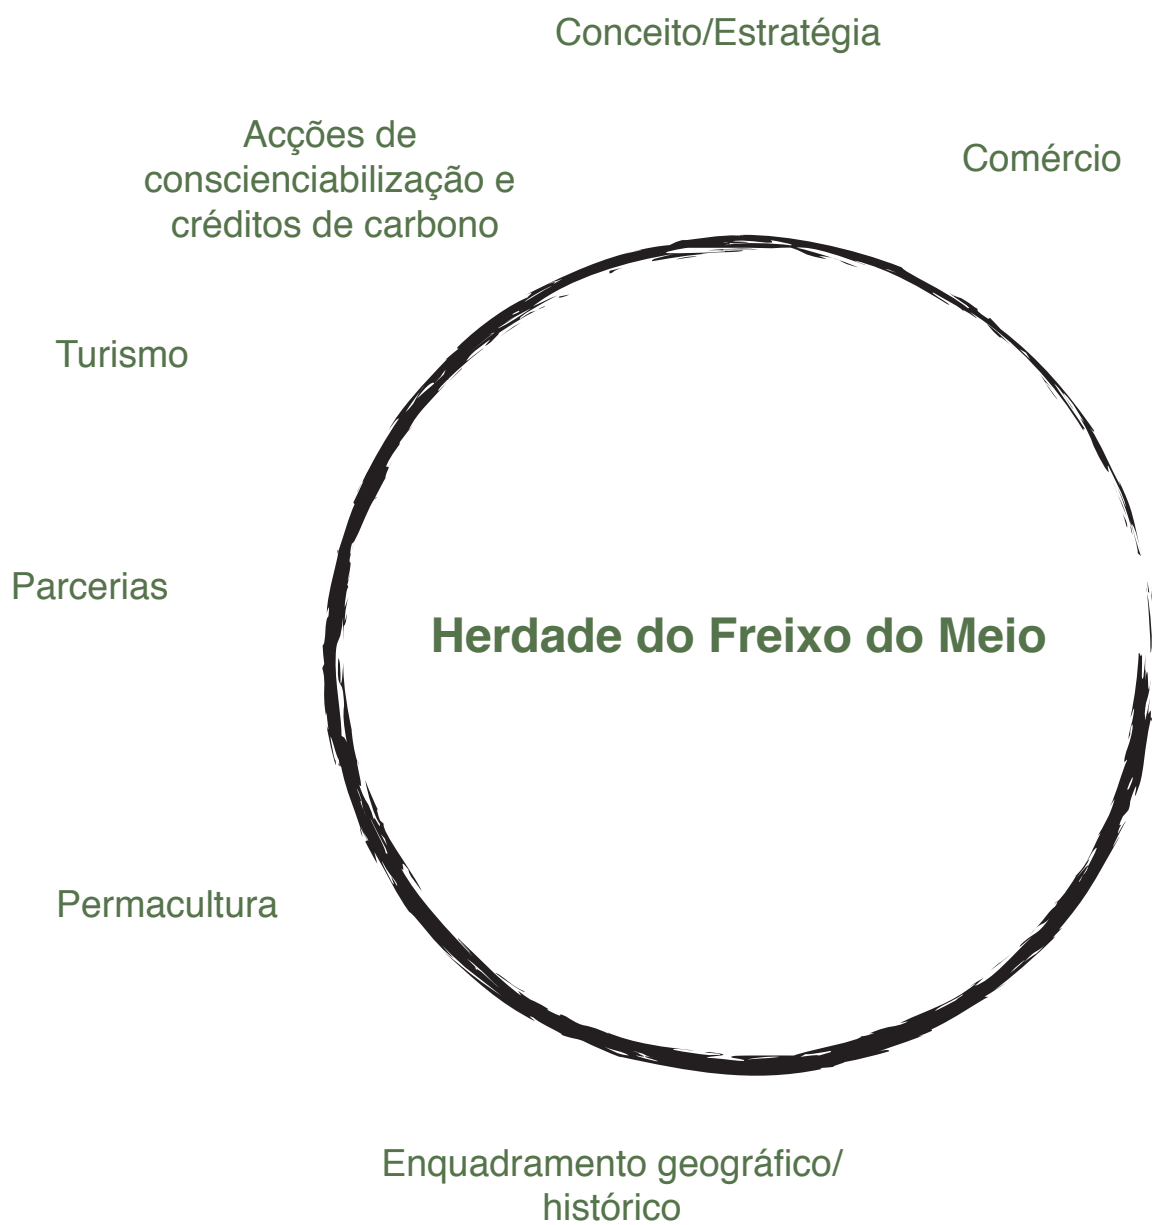 Conceito/Estratégia
Acções de
conscienciabilização e
créditos de carbono
Comércio
Turismo
Parcerias
Herdade do Freixo do Meio
Permacultura
Enquadramento geográfico/
histórico